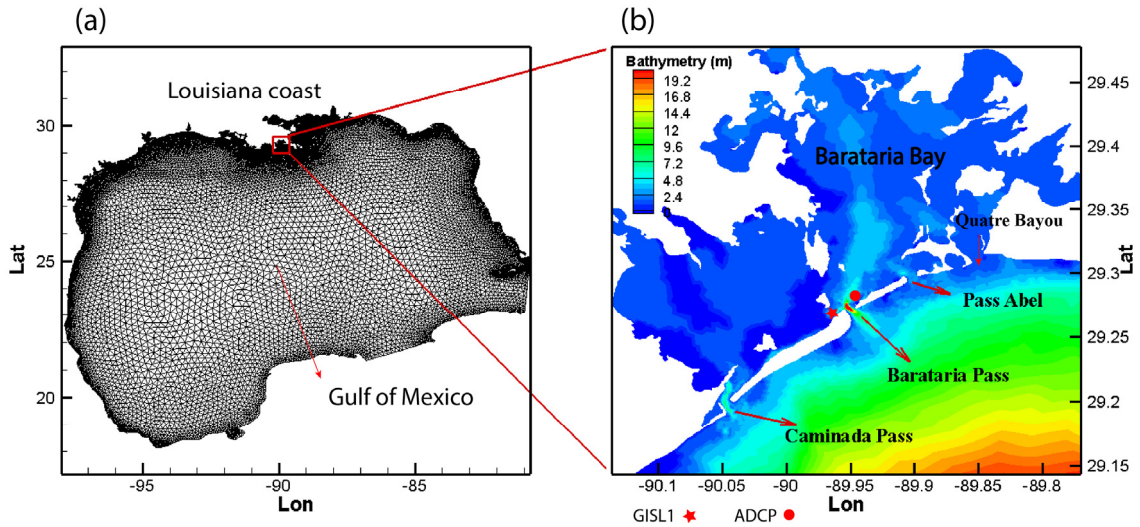 (a)
Louisiana coast
Gulf of Mexico
30
25
20
Lat
-95
-90
-85
Lon
(b)
Bathymetry (m)
19.2
16.8
14.4
12
9.6
7.2
4.8
2.4
0
Barataria Bay
Quatre Bayou
Pass Abel
Barataria Pass
Caminada Pass
29.45
29.4
29.35
29.3
29.25
29.2
29.15
Lat
-90.1
-90.05
-90
-89.95
-89.9
-89.85
-89.8
Lon
GISL1
ADCP